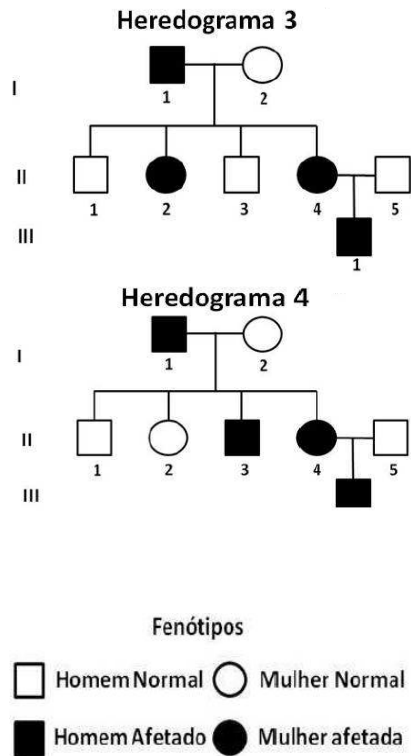 Heredograma 3
I
1 2
II
1 2 3 4 5
III
1
Heredograma 4
I
1 2
II
1 2 3 4 5
III
Fenótipos
Homem Normal Mulher Normal
Homem Afetado Mulher afetada